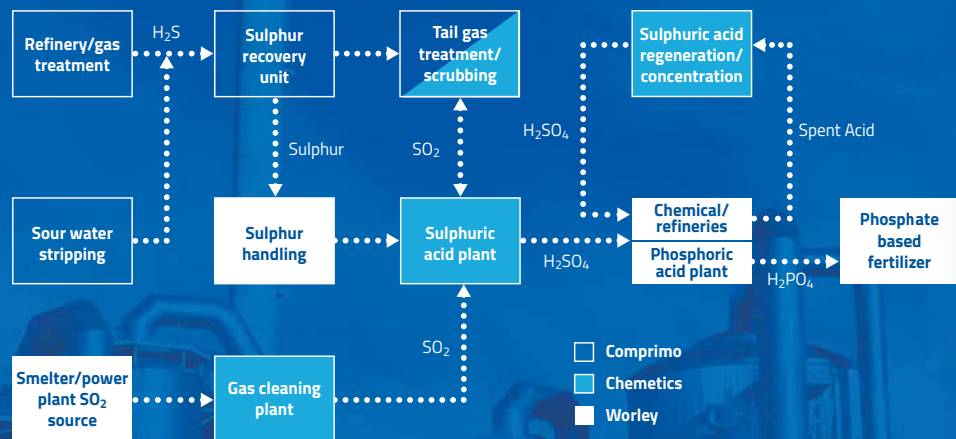 Refinery/gas
treatment
H₂S
Sulphur
recovery
unit
Tail gas
treatment/
scrubbing
Sulphuric acid
regeneration/
concentration
H₂SO₄
Spent Acid
Sulphur
SO₂
Sour water
stripping
Sulphur
handling
Sulphuric
acid plant
H₂SO₄
Chemical/
refineries
Phosphoric
acid plant
H₂PO₄
Phosphate
based
fertilizer
SO₂
Smelter/power
plant SO₂
source
Gas cleaning
plant
Comprimo
Chemetics
Worley